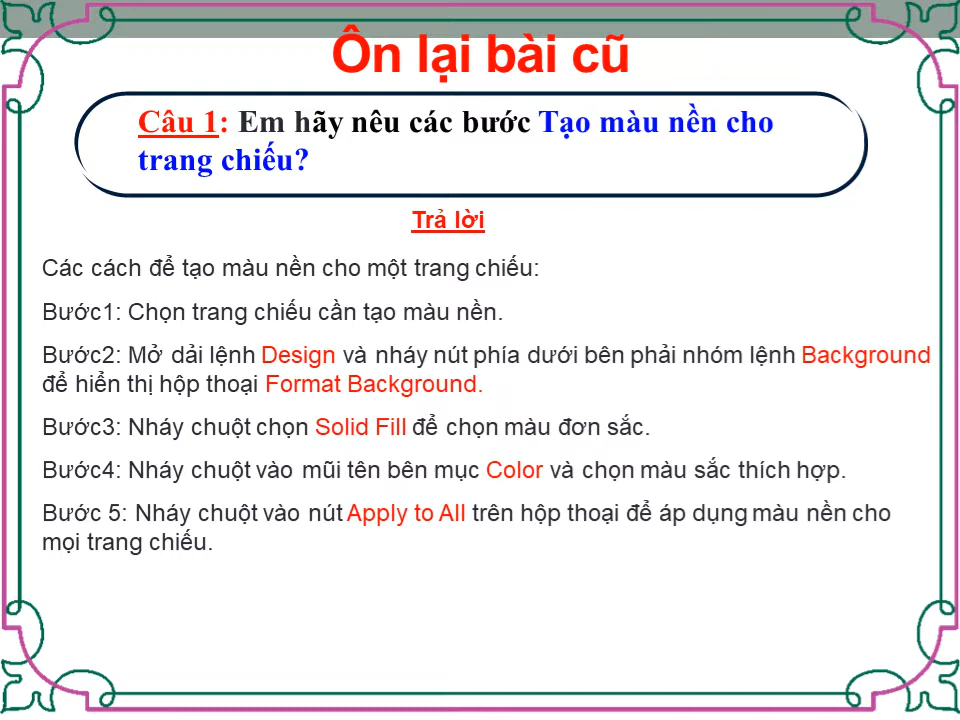 Ôn lại bài cũ
Câu 1: Em hãy nêu các bước Tạo màu nền cho
trang chiếu?
Trả lời
Các cách để tạo màu nền cho một trang chiếu:
Bước1: Chọn trang chiếu cần tạo màu nền.
Bước2: Mở dải lệnh Design và nháy nút phía dưới bên phải nhóm lệnh Background
để hiển thị hộp thoại Format Background.
Bước3: Nháy chuột chọn Solid Fill để chọn màu đơn sắc.
Bước4: Nháy chuột vào mũi tên bên mục Color và chọn màu sắc thích hợp.
Bước 5: Nháy chuột vào nút Apply to All trên hộp thoại để áp dụng màu nền cho
mọi trang chiếu.